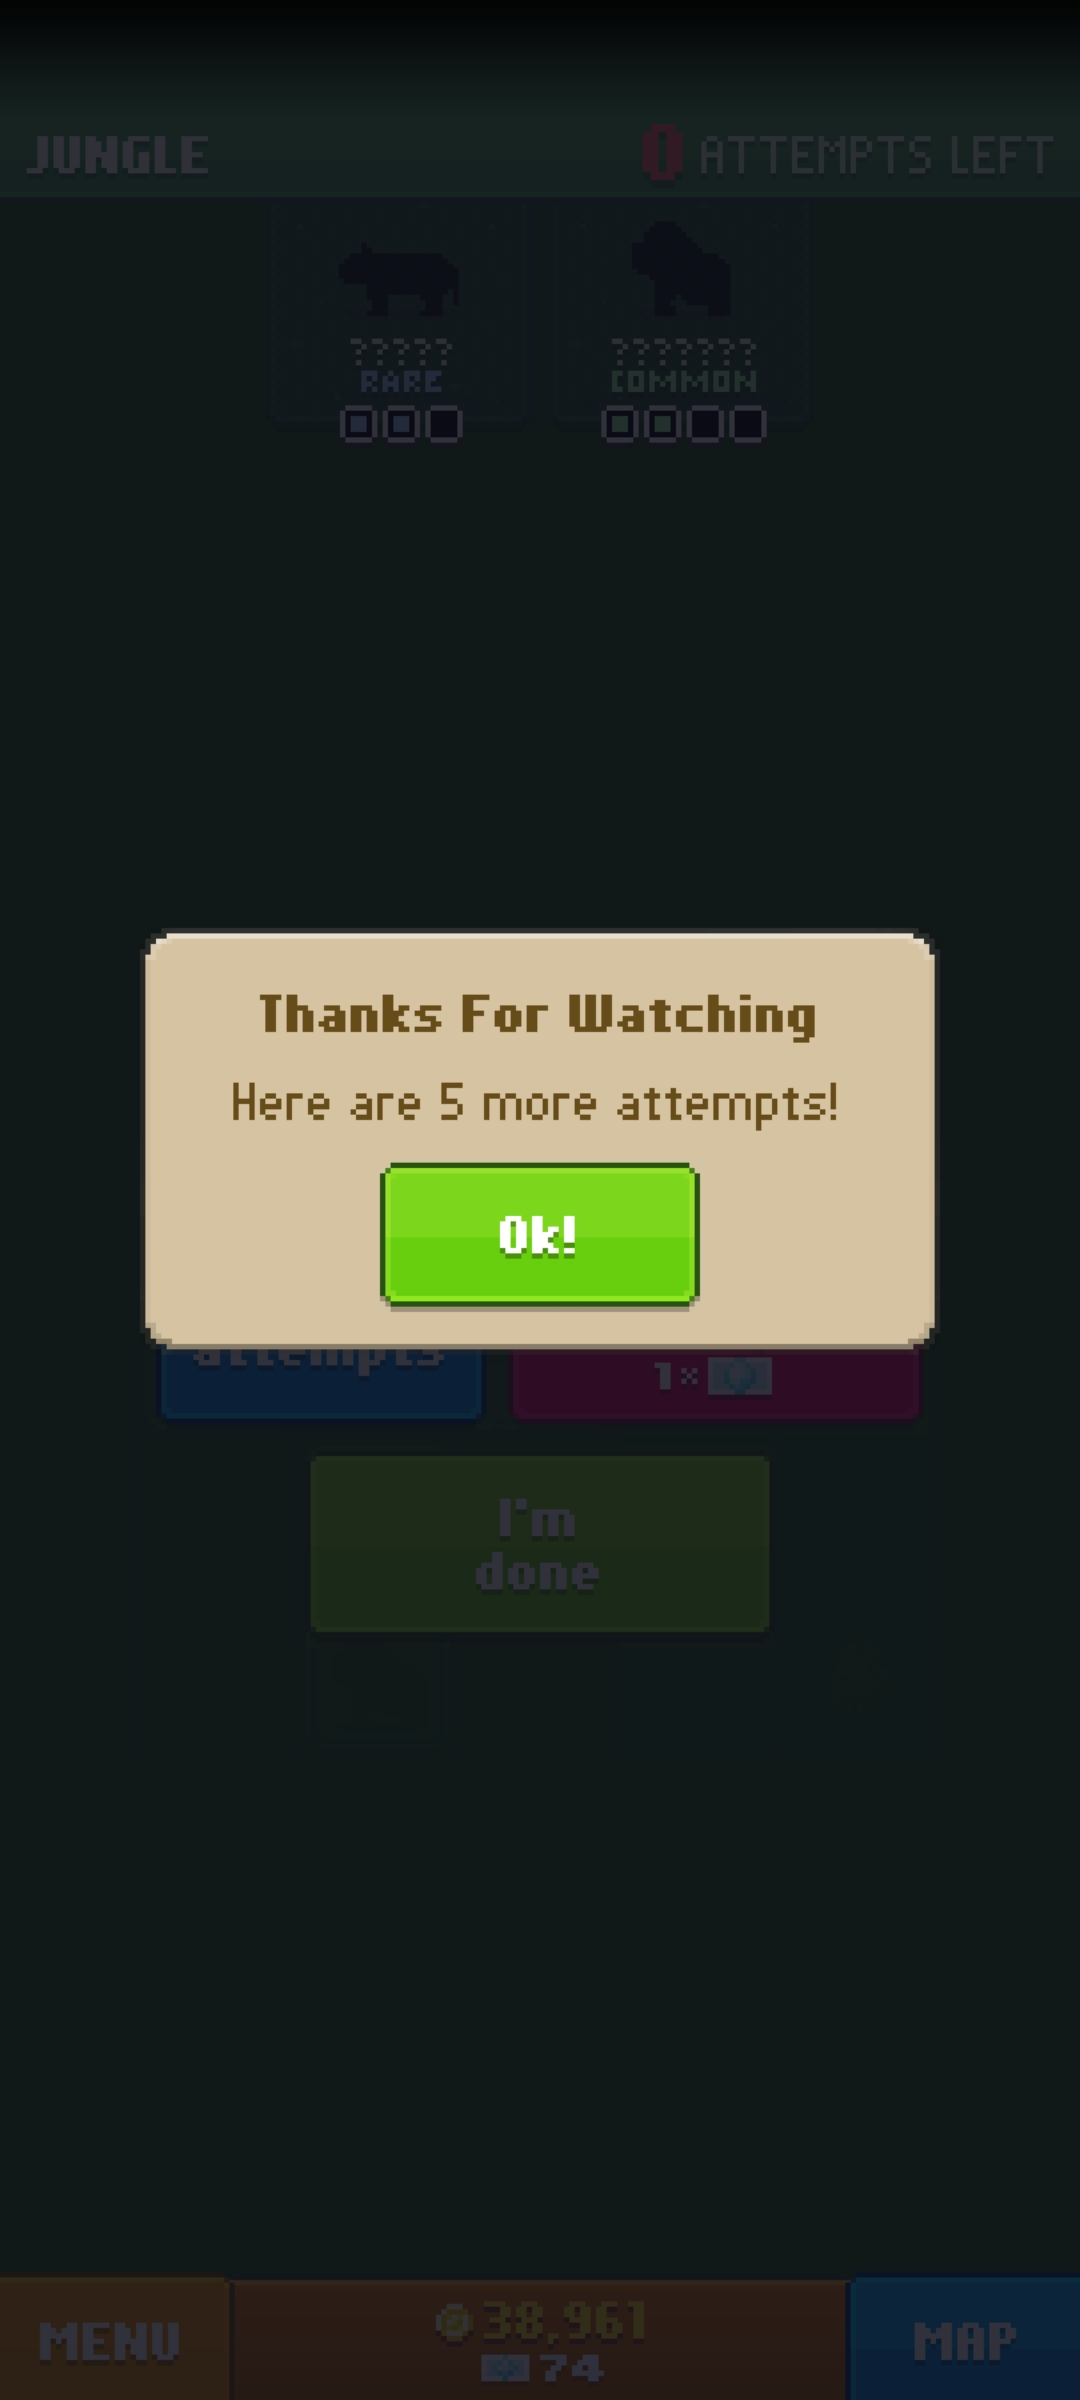 JUNGLE
0 ATTEMPTS LEFT
????? ???????
RARE COMMON
Thanks For Watching
Here are 5 more attempts!
Ok!
attempts
1×
I'm
done
MENU
38,961
74
MAP